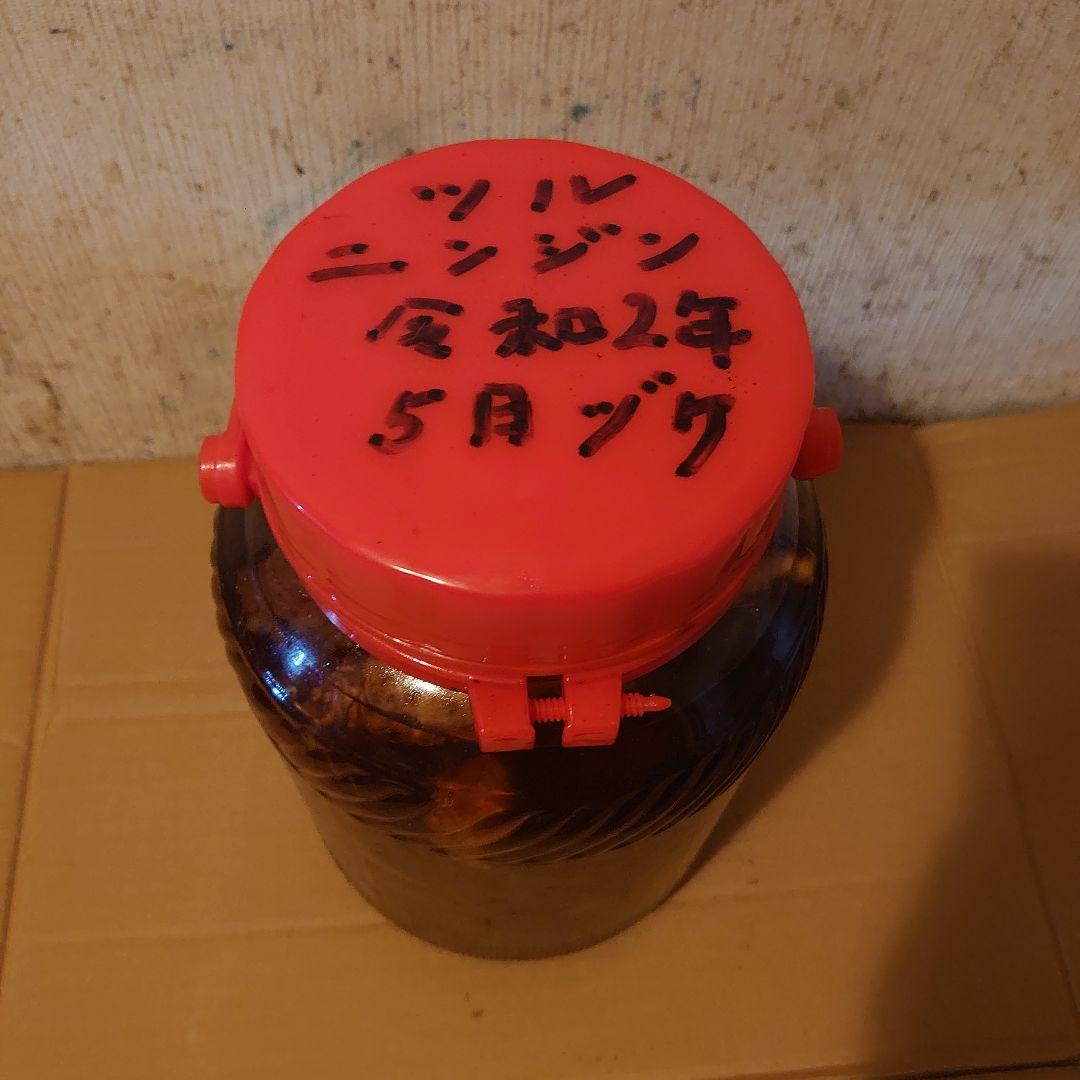 ツル
ニンジン
令和2年
5月ヅケ